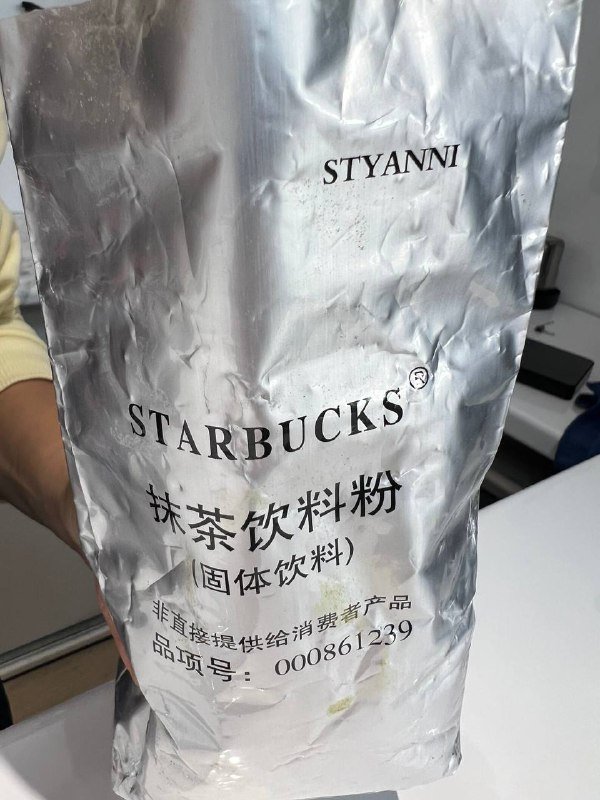 STYANNI
STARBUCKS®
抹茶饮料粉
(固体饮料)
非直接提供给消费者产品
品项号：000861239